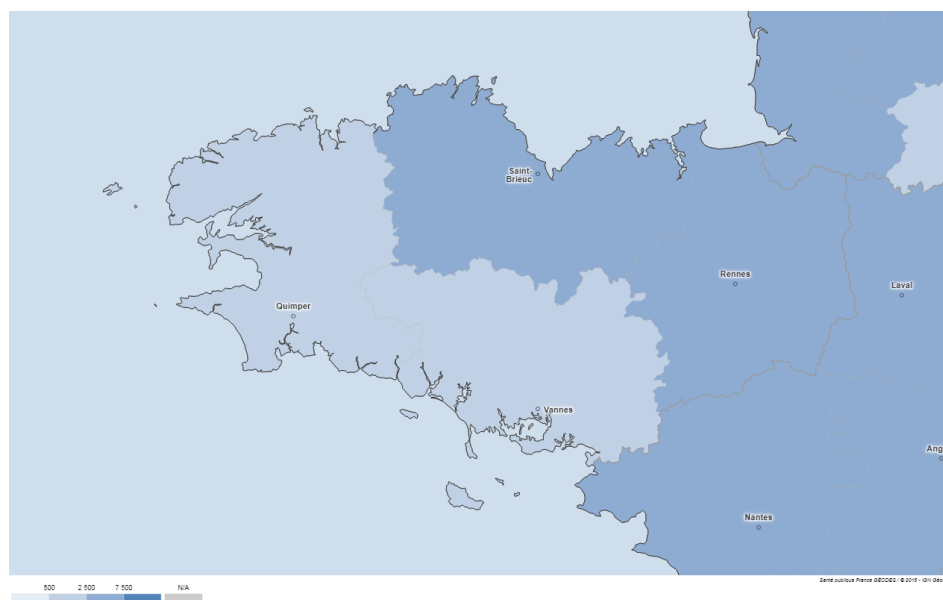 Saint-
Brieuc
Rennes
Laval
Quimper
Vannes
Ang
Nantes
Santé publique France GÉODES / © 2016 - IGN Géo
500 2 500 7 500 N/A